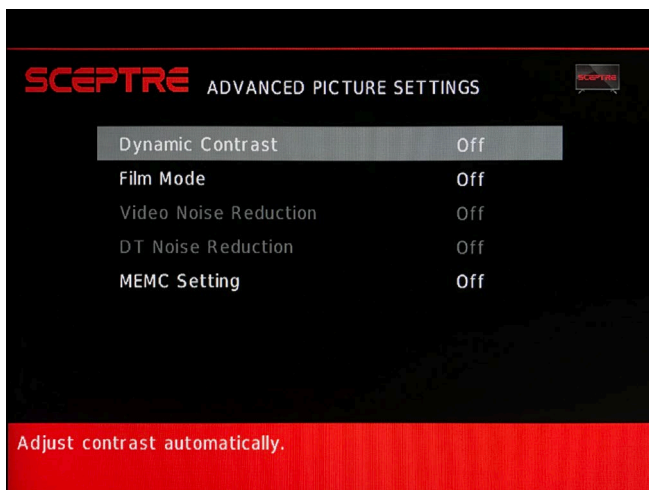 SCEPTRE ADVANCED PICTURE SETTINGS
SCEPTRE
Dynamic Contrast Off
Film Mode Off
Video Noise Reduction Off
DT Noise Reduction Off
MEMC Setting Off
Adjust contrast automatically.